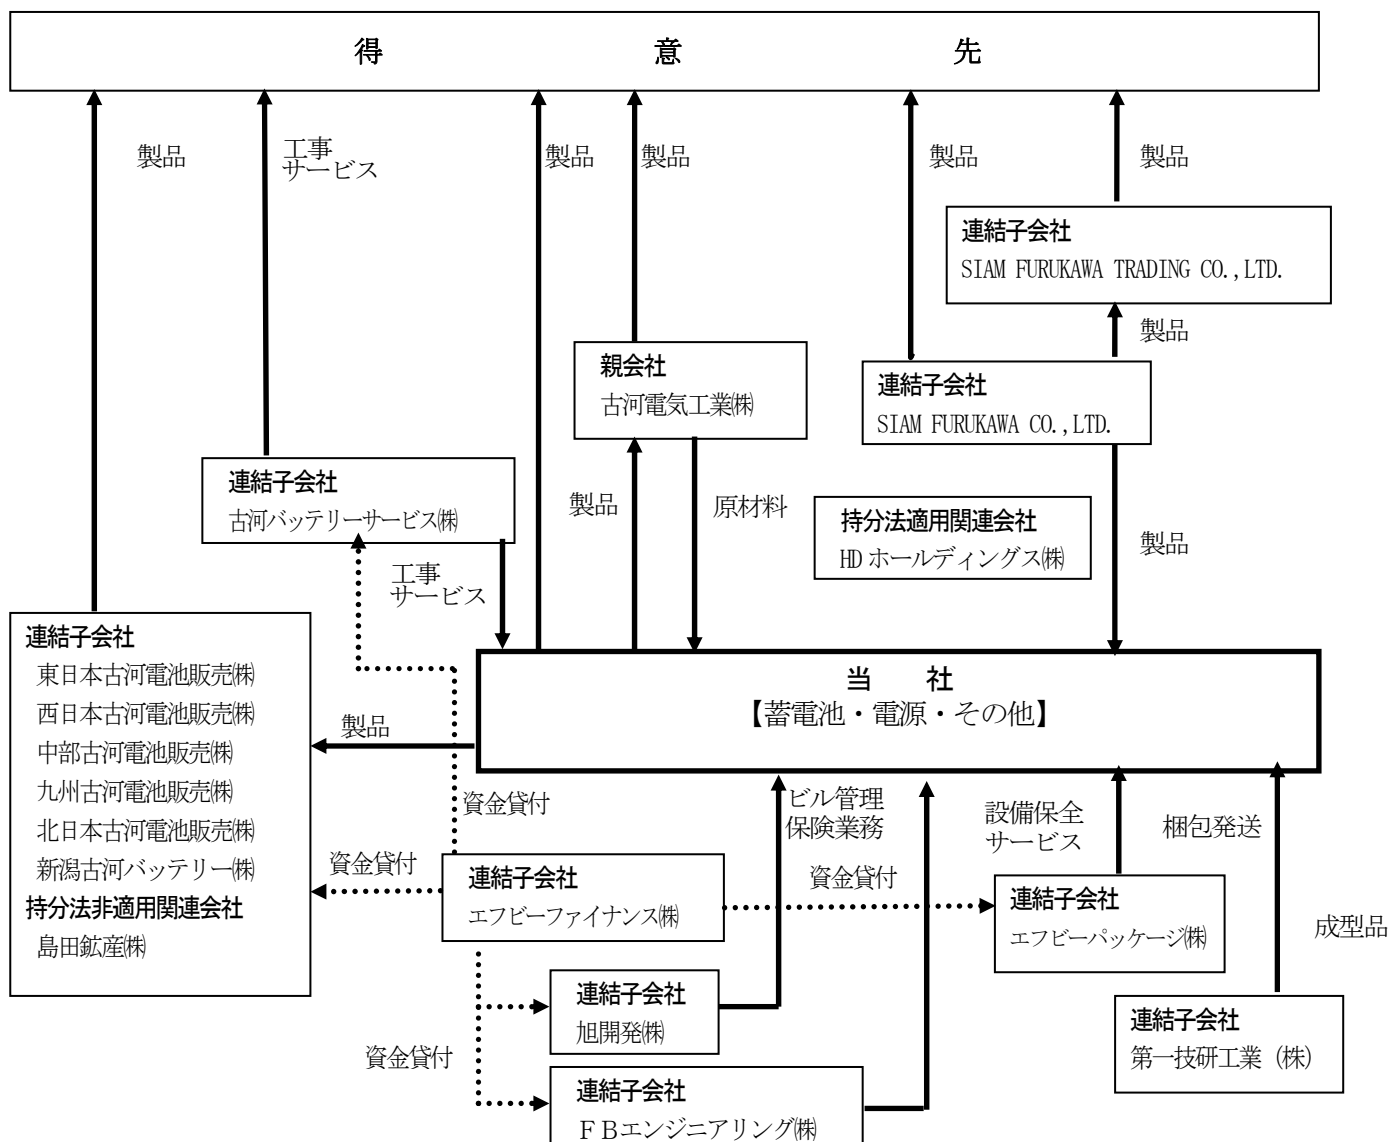 得 意 先
製品
工事
サービス
製品
製品
製品
製品
連結子会社
SIAM FURUKAWA TRADING CO.,LTD.
製品
親会社
古河電気工業㈱
連結子会社
SIAM FURUKAWA CO.,LTD.
連結子会社
古河バッテリーサービス㈱
製品
原材料
持分法適用関連会社
HDホールディングス㈱
製品
工事
サービス
連結子会社
東日本古河電池販売㈱
西日本古河電池販売㈱
中部古河電池販売㈱
九州古河電池販売㈱
北日本古河電池販売㈱
新潟古河バッテリー㈱
持分法非適用関連会社
島田鉱産㈱
当 社
【蓄電池・電源・その他】
製品
資金貸付
ビル管理
保険業務
設備保全
サービス
梱包発送
資金貸付
連結子会社
エフビーファイナンス㈱
資金貸付
連結子会社
エフビーパッケージ㈱
成型品
連結子会社
旭開発㈱
連結子会社
第一技研工業（株）
資金貸付
連結子会社
ＦＢエンジニアリング㈱